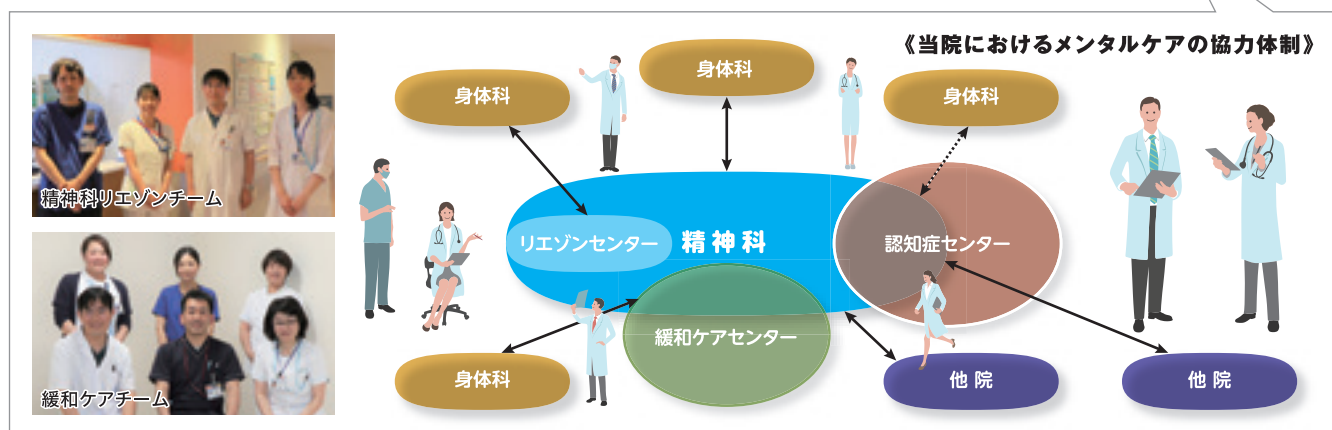 《当院におけるメンタルケアの協力体制》
精神科リエゾンチーム
緩和ケアチーム
身体科
身体科
身体科
リエゾンセンター
精神科
認知症センター
緩和ケアセンター
身体科
他院
他院